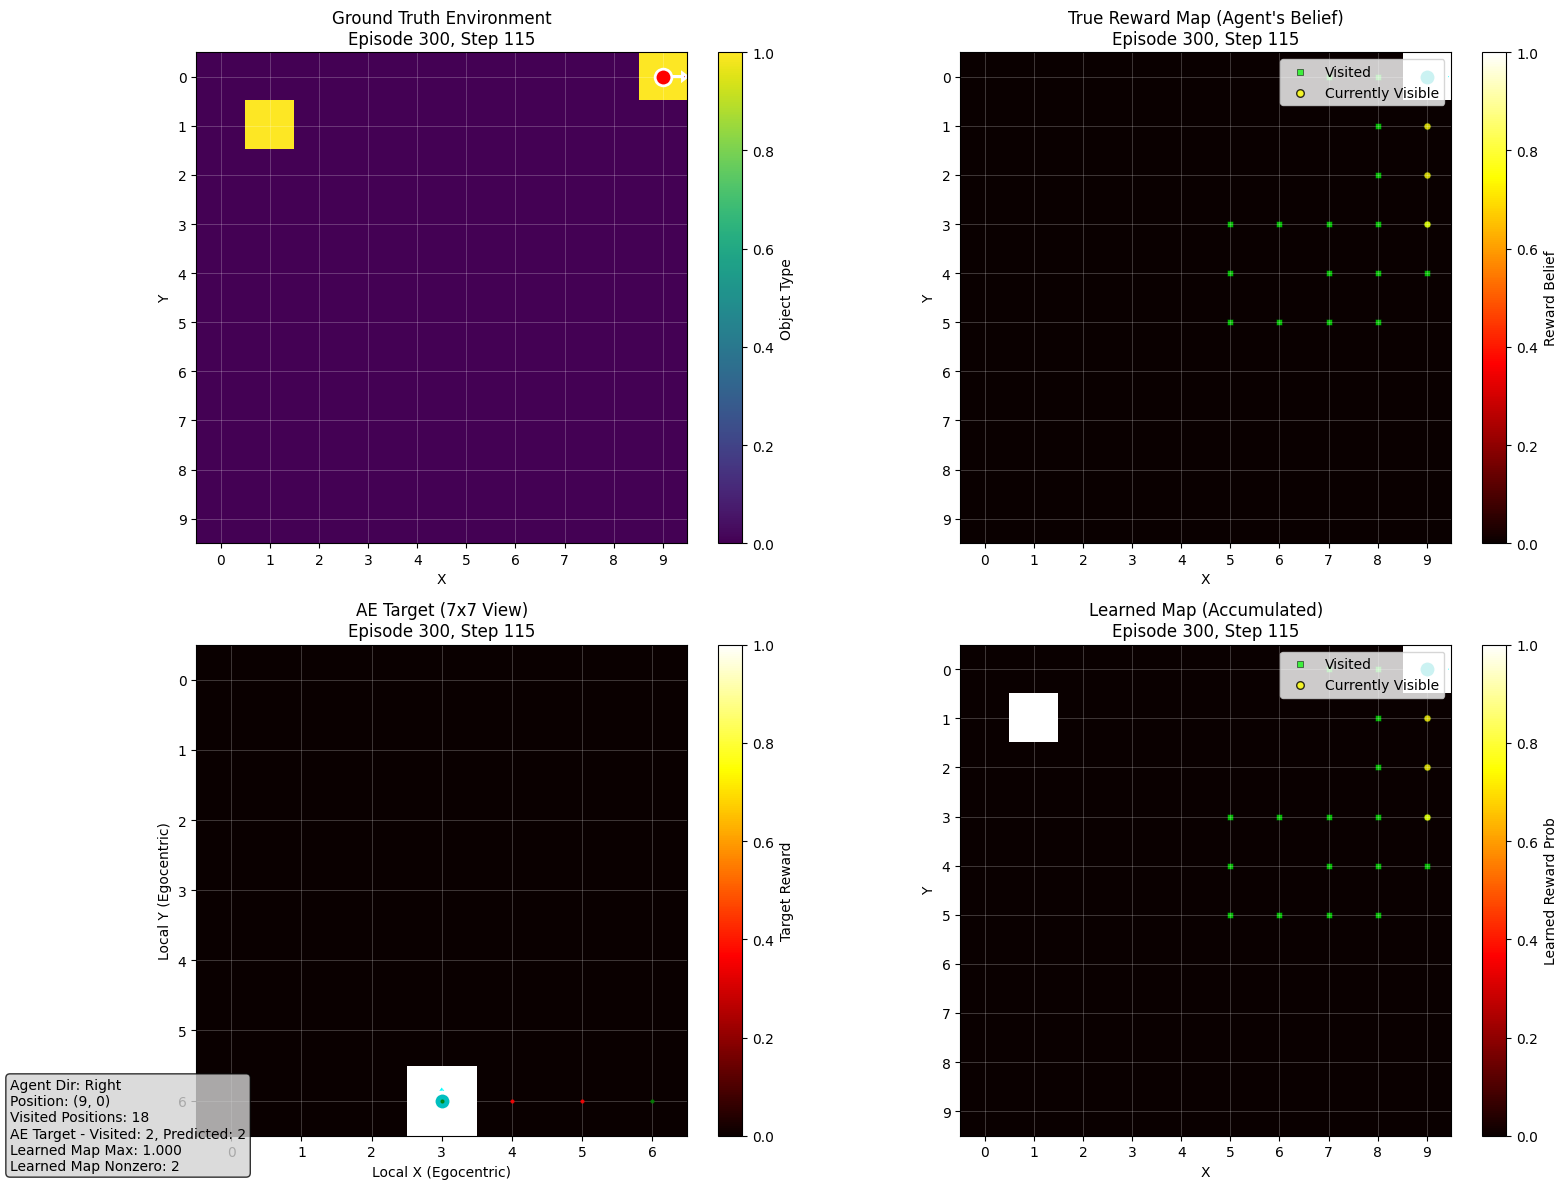 Ground Truth Environment
Episode 300, Step 115
0
1
2
3
4
5
6
7
8
9
Y
0 1 2 3 4 5 6 7 8 9
X
1.0
0.8
0.6
0.4
0.2
0.0
Object Type
True Reward Map (Agent's Belief)
Episode 300, Step 115
Visited
Currently Visible
0
1
2
3
4
5
6
7
8
9
Y
0 1 2 3 4 5 6 7 8 9
X
1.0
0.8
0.6
0.4
0.2
0.0
Reward Belief
AE Target (7x7 View)
Episode 300, Step 115
0
1
2
3
4
5
6
Local Y (Egocentric)
0 1 2 3 4 5 6
Local X (Egocentric)
1.0
0.8
0.6
0.4
0.2
0.0
Target Reward
Learned Map (Accumulated)
Episode 300, Step 115
Visited
Currently Visible
0
1
2
3
4
5
6
7
8
9
Y
0 1 2 3 4 5 6 7 8 9
X
1.0
0.8
0.6
0.4
0.2
0.0
Learned Reward Prob
Agent Dir: Right
Position: (9, 0)
Visited Positions: 18
AE Target - Visited: 2, Predicted: 2
Learned Map Max: 1.000
Learned Map Nonzero: 2